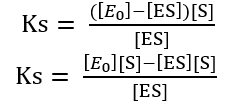 Ks = (([E₀]−[ES])[S])/[ES]
Ks = ([E₀][S]−[ES][S])/[ES]